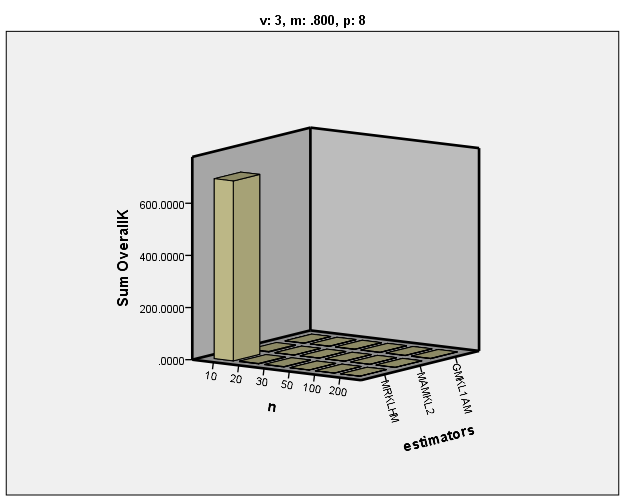 v: 3, m: .800, p: 8
Sum OverallK
600.0000
400.0000
200.0000
.0000
10
20
30
50
100
200
n
MRKLHM
MAMKL2
GMKL1AM
estimators